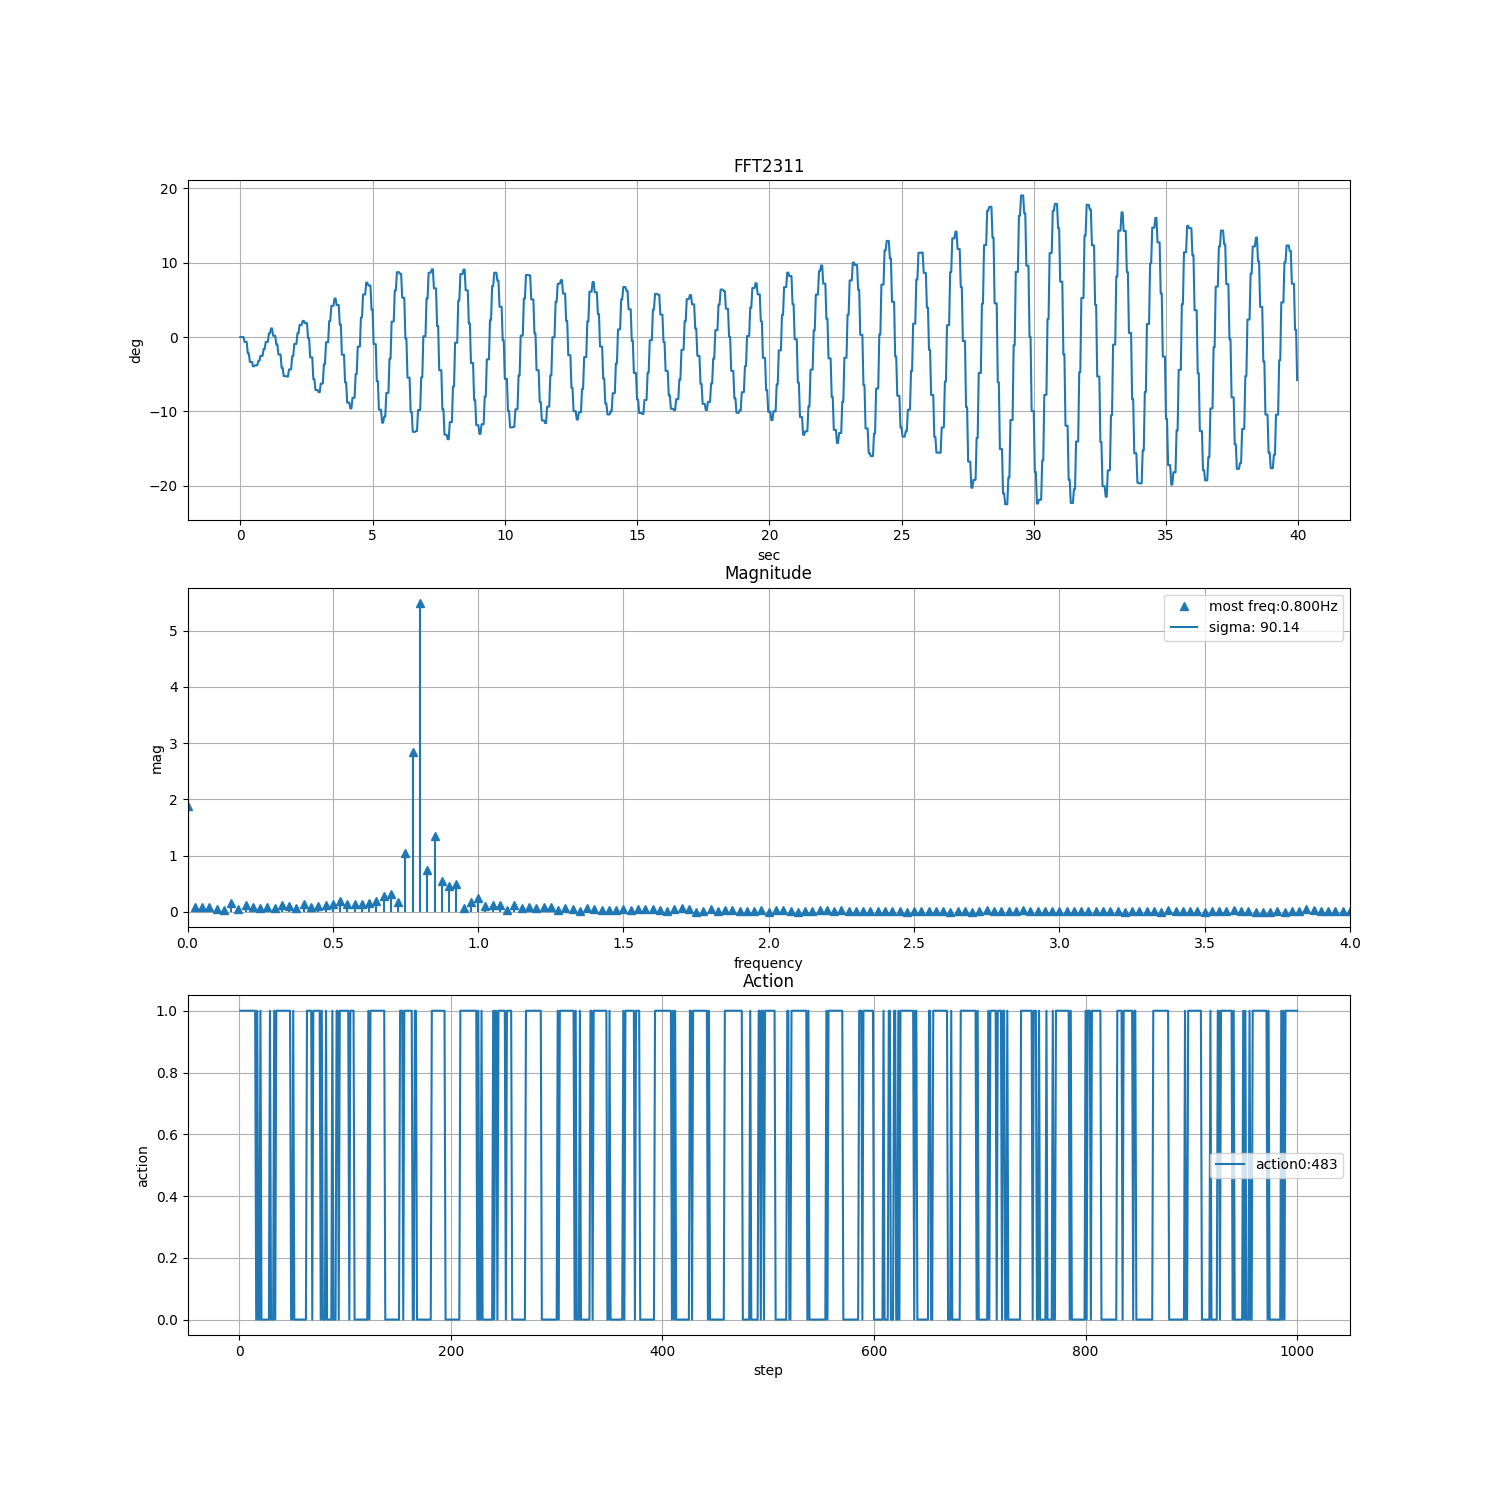 FFT2311
20
10
0
−10
−20
deg
0 5 10 15 20 25 30 35 40
sec
Magnitude
most freq:0.800Hz
sigma: 90.14
5
4
3
2
1
0
mag
0.0 0.5 1.0 1.5 2.0 2.5 3.0 3.5 4.0
frequency
Action
1.0
0.8
0.6
0.4
0.2
0.0
action
action0:483
0 200 400 600 800 1000
step